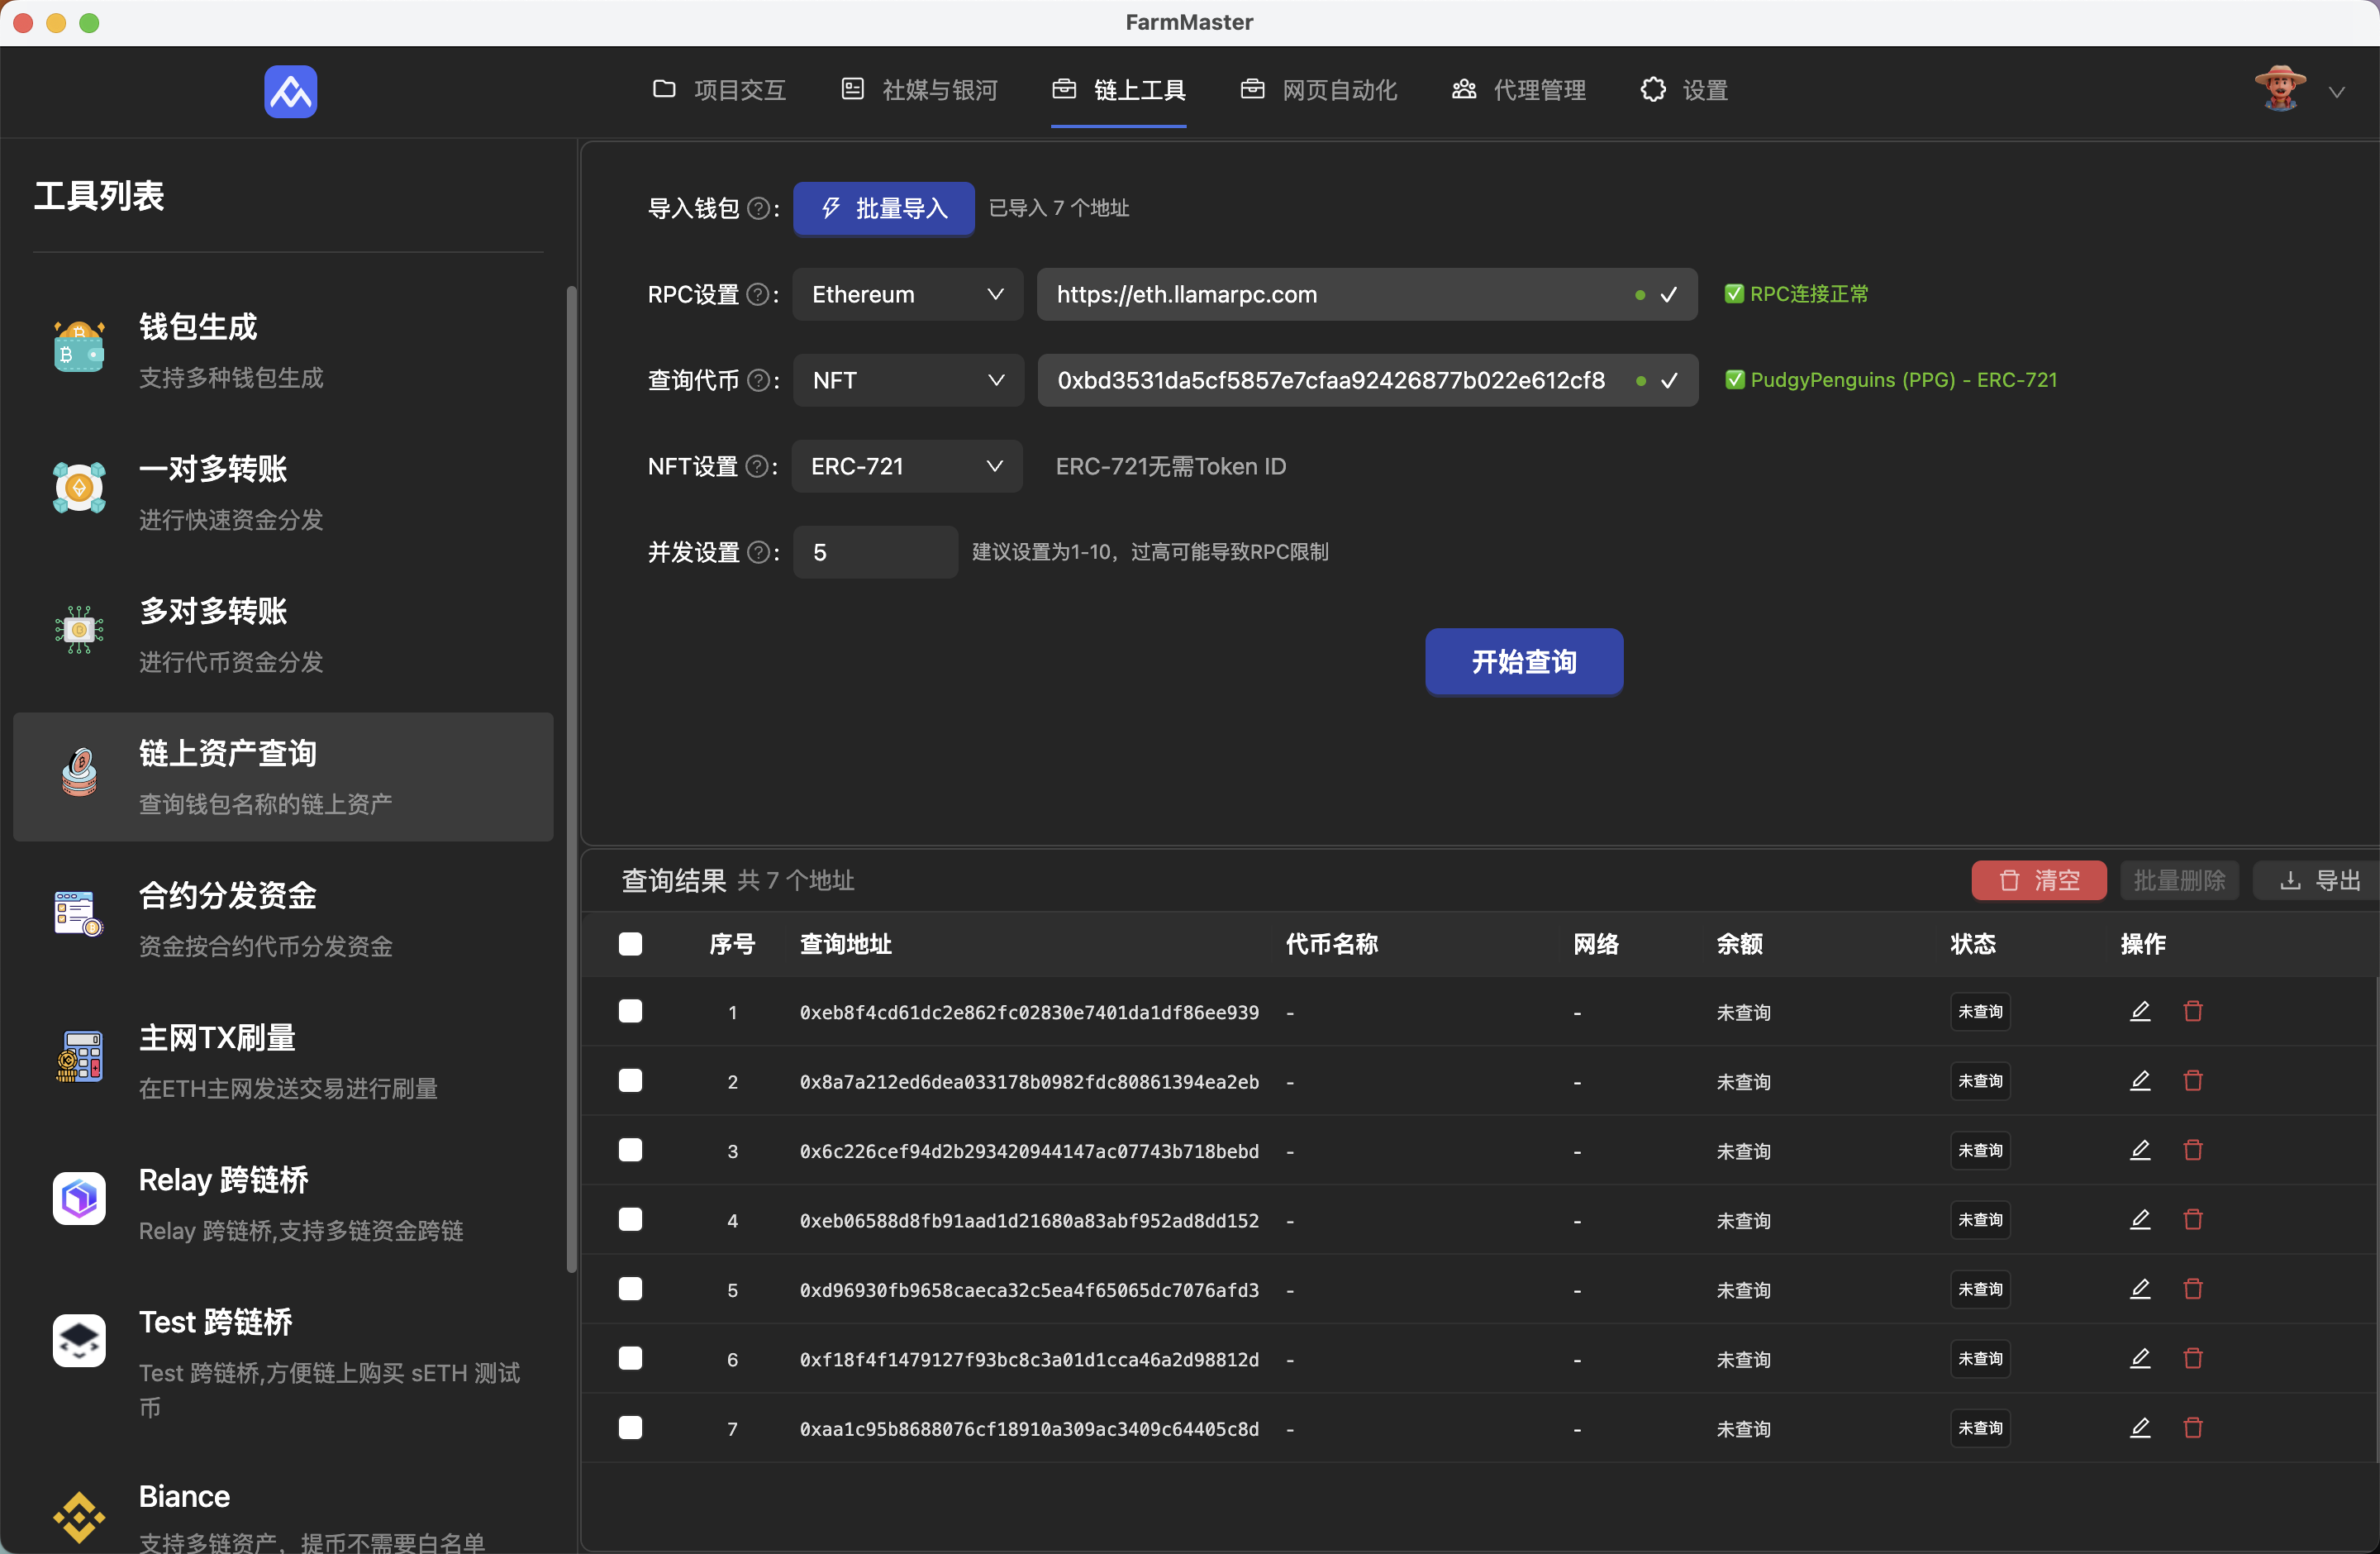 FarmMaster
项目交互
社媒与银河
链上工具
网页自动化
代理管理
设置
工具列表
钱包生成
支持多种钱包生成
一对多转账
进行快速资金分发
多对多转账
进行代币资金分发
链上资产查询
查询钱包名称的链上资产
合约分发资金
资金按合约代币分发资金
主网TX刷量
在ETH主网发送交易进行刷量
Relay 跨链桥
Relay 跨链桥,支持多链资金跨链
Test 跨链桥
Test 跨链桥,方便链上购买 sETH 测试
币
Biance
支持多链资产，提币不需要白名单
导入钱包 ? : 批量导入 已导入 7 个地址
RPC设置 ? : Ethereum https://eth.llamarpc.com ✅ RPC连接正常
查询代币 ? : NFT 0xbd3531da5cf5857e7cfaa92426877b022e612cf8 ✅ PudgyPenguins (PPG) - ERC-721
NFT设置 ? : ERC-721 ERC-721无需Token ID
并发设置 ? : 5 建议设置为1-10，过高可能导致RPC限制
开始查询
查询结果 共 7 个地址 清空 批量删除 导出
序号 查询地址 代币名称 网络 余额 状态 操作
1 0xeb8f4cd61dc2e862fc02830e7401da1df86ee939 - - 未查询 未查询
2 0x8a7a212ed6dea033178b0982fdc80861394ea2eb - - 未查询 未查询
3 0x6c226cef94d2b293420944147ac07743b718bebd - - 未查询 未查询
4 0xeb06588d8fb91aad1d21680a83abf952ad8dd152 - - 未查询 未查询
5 0xd96930fb9658caeca32c5ea4f65065dc7076afd3 - - 未查询 未查询
6 0xf18f4f1479127f93bc8c3a01d1cca46a2d98812d - - 未查询 未查询
7 0xaa1c95b8688076cf18910a309ac3409c64405c8d - - 未查询 未查询